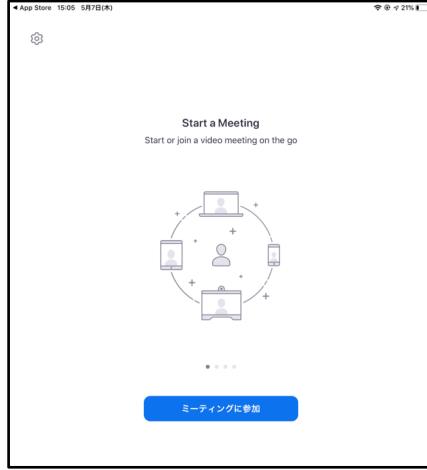 ◀ App Store 15:05 5月7日(木) 21%
Start a Meeting
Start or join a video meeting on the go
ミーティングに参加